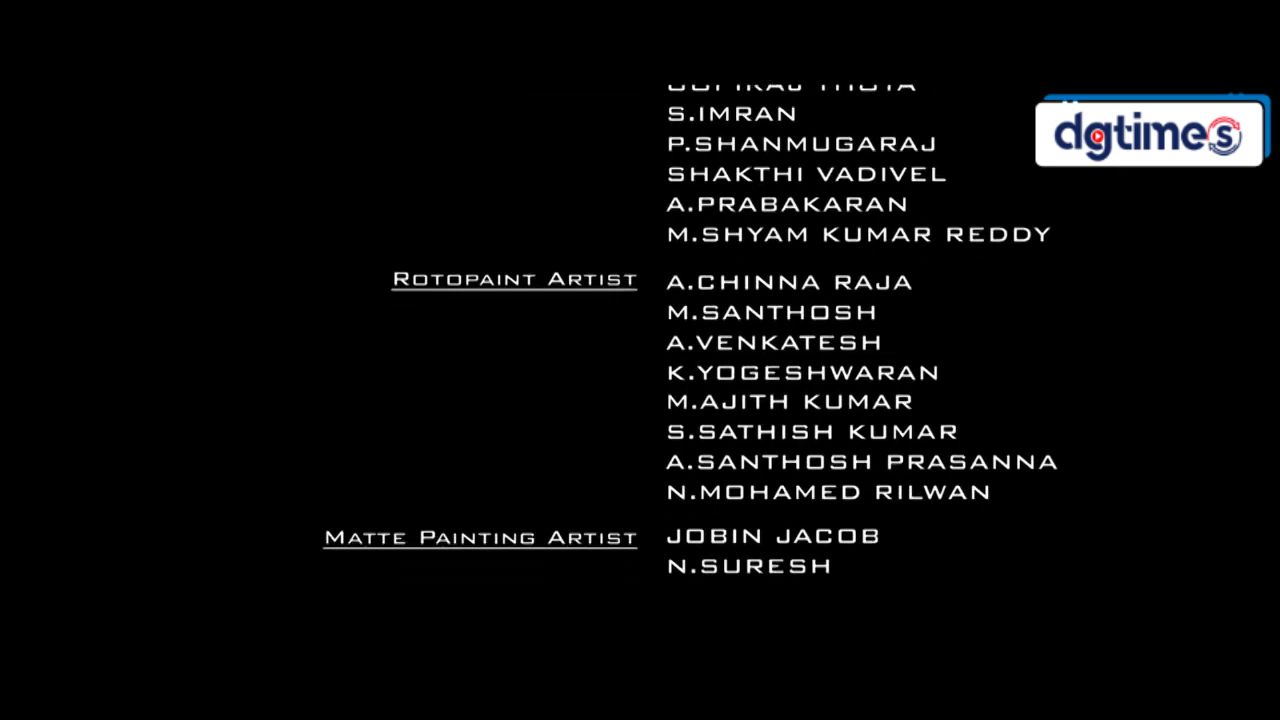 S.IMRAN
P.SHANMUGARAJ
SHAKTHI VADIVEL
A.PRABAKARAN
M.SHYAM KUMAR REDDY
ROTOPAINT ARTIST A.CHINNA RAJA
M.SANTHOSH
A.VENKATESH
K.YOGESHWARAN
M.AJITH KUMAR
S.SATHISH KUMAR
A.SANTHOSH PRASANNA
N.MOHAMED RILWAN
MATTE PAINTING ARTIST JOBIN JACOB
N.SURESH
dgtimes